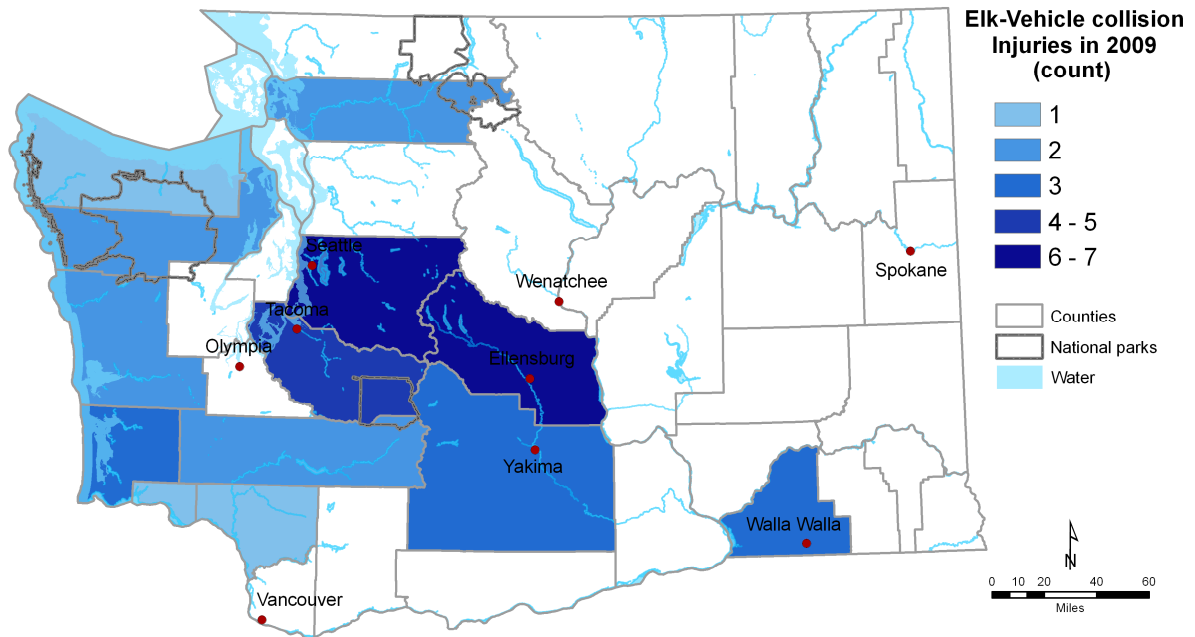 Elk-Vehicle collision
Injuries in 2009
(count)
1
2
3
4 - 5
6 - 7
Counties
National parks
Water
Seattle
Spokane
Wenatchee
Tacoma
Olympia
Ellensburg
Yakima
Walla Walla
Vancouver
N
0 10 20 40 60
Miles